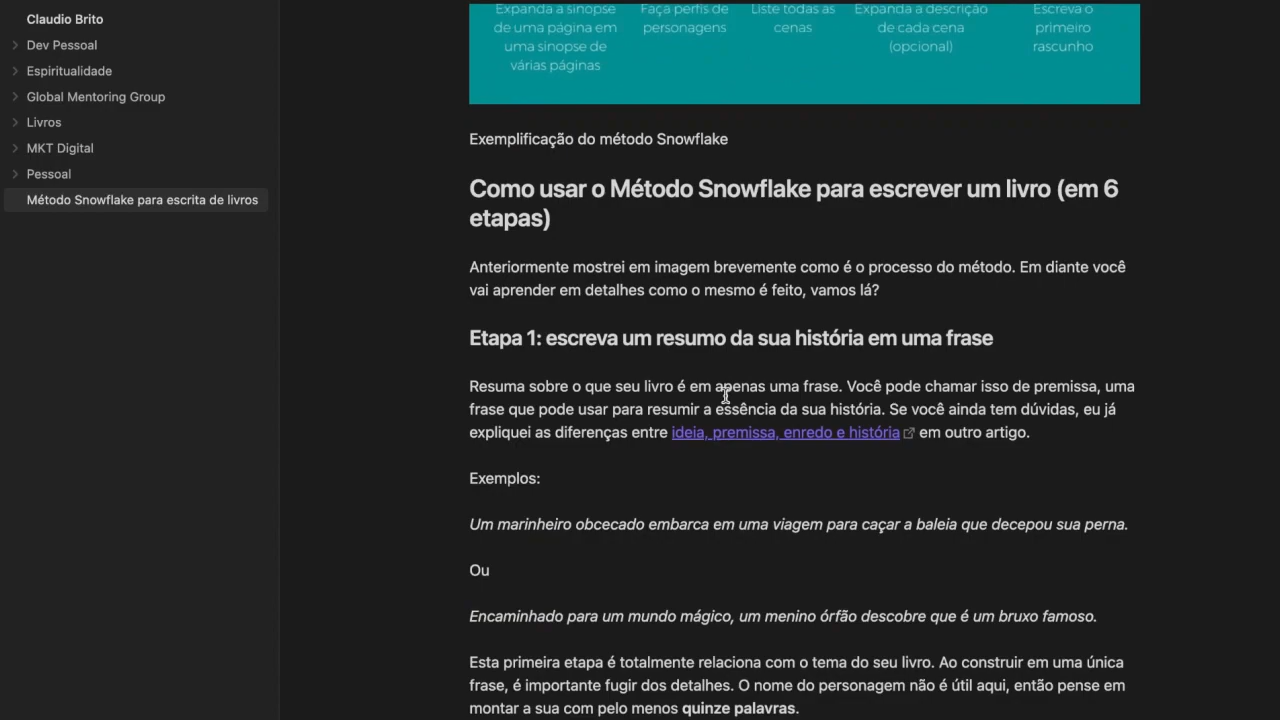 Claudio Brito
Dev Pessoal
Espiritualidade
Global Mentoring Group
Livros
MKT Digital
Pessoal
Método Snowflake para escrita de livros
Expanda a sinopse
de uma página em
uma sinopse de
várias páginas
Faça perfis de
personagens
Liste todas as
cenas
Expanda a descrição
de cada cena
(opcional)
Escreva o
primeiro
rascunho
Exemplificação do método Snowflake
Como usar o Método Snowflake para escrever um livro (em 6
etapas)
Anteriormente mostrei em imagem brevemente como é o processo do método. Em diante você
vai aprender em detalhes como o mesmo é feito, vamos lá?
Etapa 1: escreva um resumo da sua história em uma frase
Resuma sobre o que seu livro é em apenas uma frase. Você pode chamar isso de premissa, uma
frase que pode usar para resumir a essência da sua história. Se você ainda tem dúvidas, eu já
expliquei as diferenças entre ideia, premissa, enredo e história em outro artigo.
Exemplos:
Um marinheiro obcecado embarca em uma viagem para caçar a baleia que decepou sua perna.
Ou
Encaminhado para um mundo mágico, um menino órfão descobre que é um bruxo famoso.
Esta primeira etapa é totalmente relaciona com o tema do seu livro. Ao construir em uma única
frase, é importante fugir dos detalhes. O nome do personagem não é útil aqui, então pense em
montar a sua com pelo menos quinze palavras.